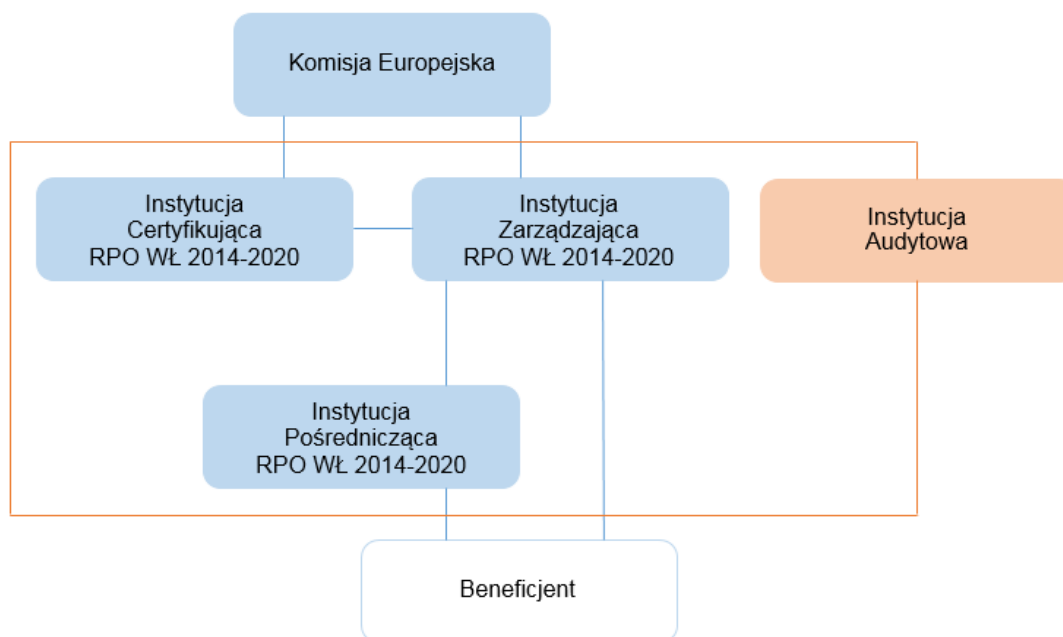 Komisja Europejska
Instytucja
Certyfikująca
RPO WŁ 2014-2020
Instytucja
Zarządzająca
RPO WŁ 2014-2020
Instytucja
Audytowa
Instytucja
Pośrednicząca
RPO WŁ 2014-2020
Beneficjent